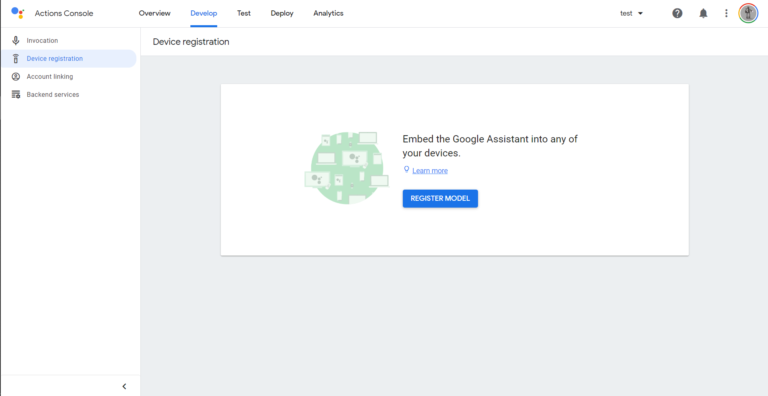 Actions Console
Overview Develop Test Deploy Analytics
test
Invocation
Device registration
Account linking
Backend services
Device registration
Embed the Google Assistant into any of
your devices.
Learn more
REGISTER MODEL